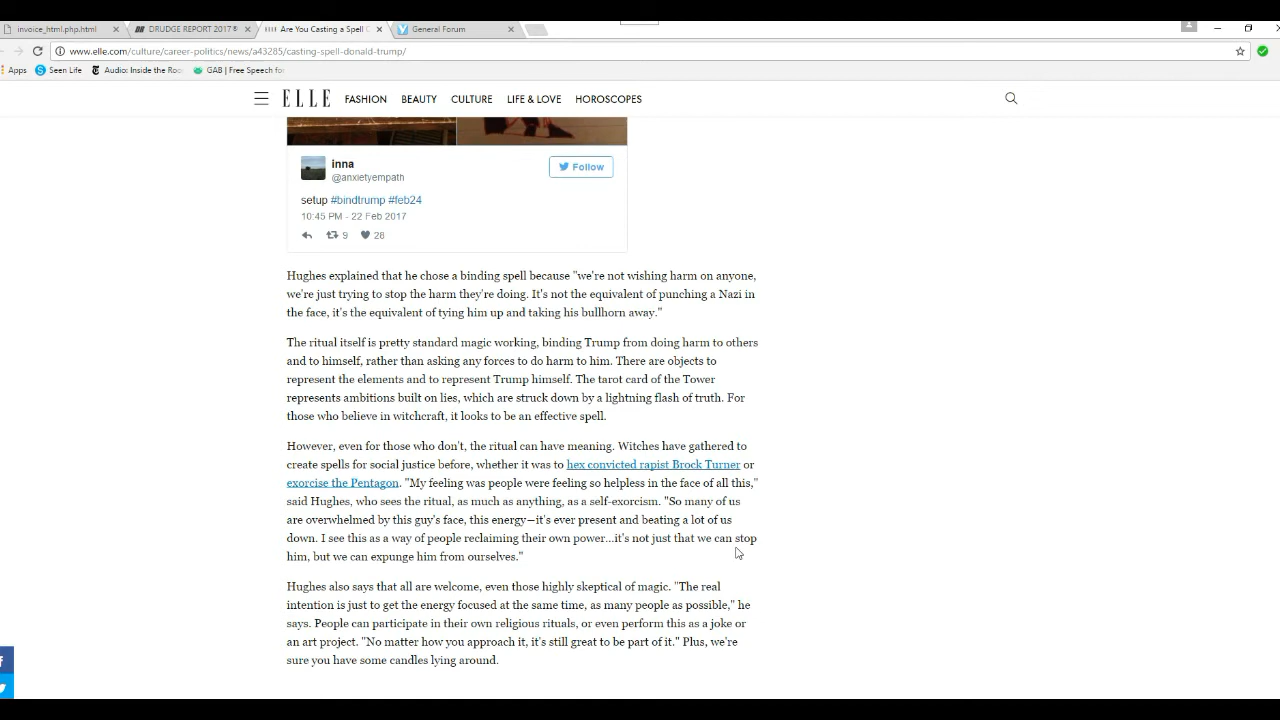 invoice_html.php.html
DRUDGE REPORT 2017®
Are You Casting a Spell
General Forum
www.elle.com/culture/career-politics/news/a43285/casting-spell-donald-trump/
Apps
Seen Life
Audio: Inside the Roo
GAB | Free Speech for
ELLE
FASHION
BEAUTY
CULTURE
LIFE & LOVE
HOROSCOPES
inna
@anxietyempath
Follow
setup #bindtrump #feb24
10:45 PM - 22 Feb 2017
9
28
Hughes explained that he chose a binding spell because "we're not wishing harm on anyone,
we're just trying to stop the harm they're doing. It's not the equivalent of punching a Nazi in
the face, it's the equivalent of tying him up and taking his bullhorn away."
The ritual itself is pretty standard magic working, binding Trump from doing harm to others
and to himself, rather than asking any forces to do harm to him. There are objects to
represent the elements and to represent Trump himself. The tarot card of the Tower
represents ambitions built on lies, which are struck down by a lightning flash of truth. For
those who believe in witchcraft, it looks to be an effective spell.
However, even for those who don't, the ritual can have meaning. Witches have gathered to
create spells for social justice before, whether it was to hex convicted rapist Brock Turner or
exorcise the Pentagon. "My feeling was people were feeling so helpless in the face of all this,"
said Hughes, who sees the ritual, as much as anything, as a self-exorcism. "So many of us
are overwhelmed by this guy's face, this energy—it's ever present and beating a lot of us
down. I see this as a way of people reclaiming their own power...it's not just that we can stop
him, but we can expunge him from ourselves."
Hughes also says that all are welcome, even those highly skeptical of magic. "The real
intention is just to get the energy focused at the same time, as many people as possible," he
says. People can participate in their own religious rituals, or even perform this as a joke or
an art project. "No matter how you approach it, it's still great to be part of it." Plus, we're
sure you have some candles lying around.